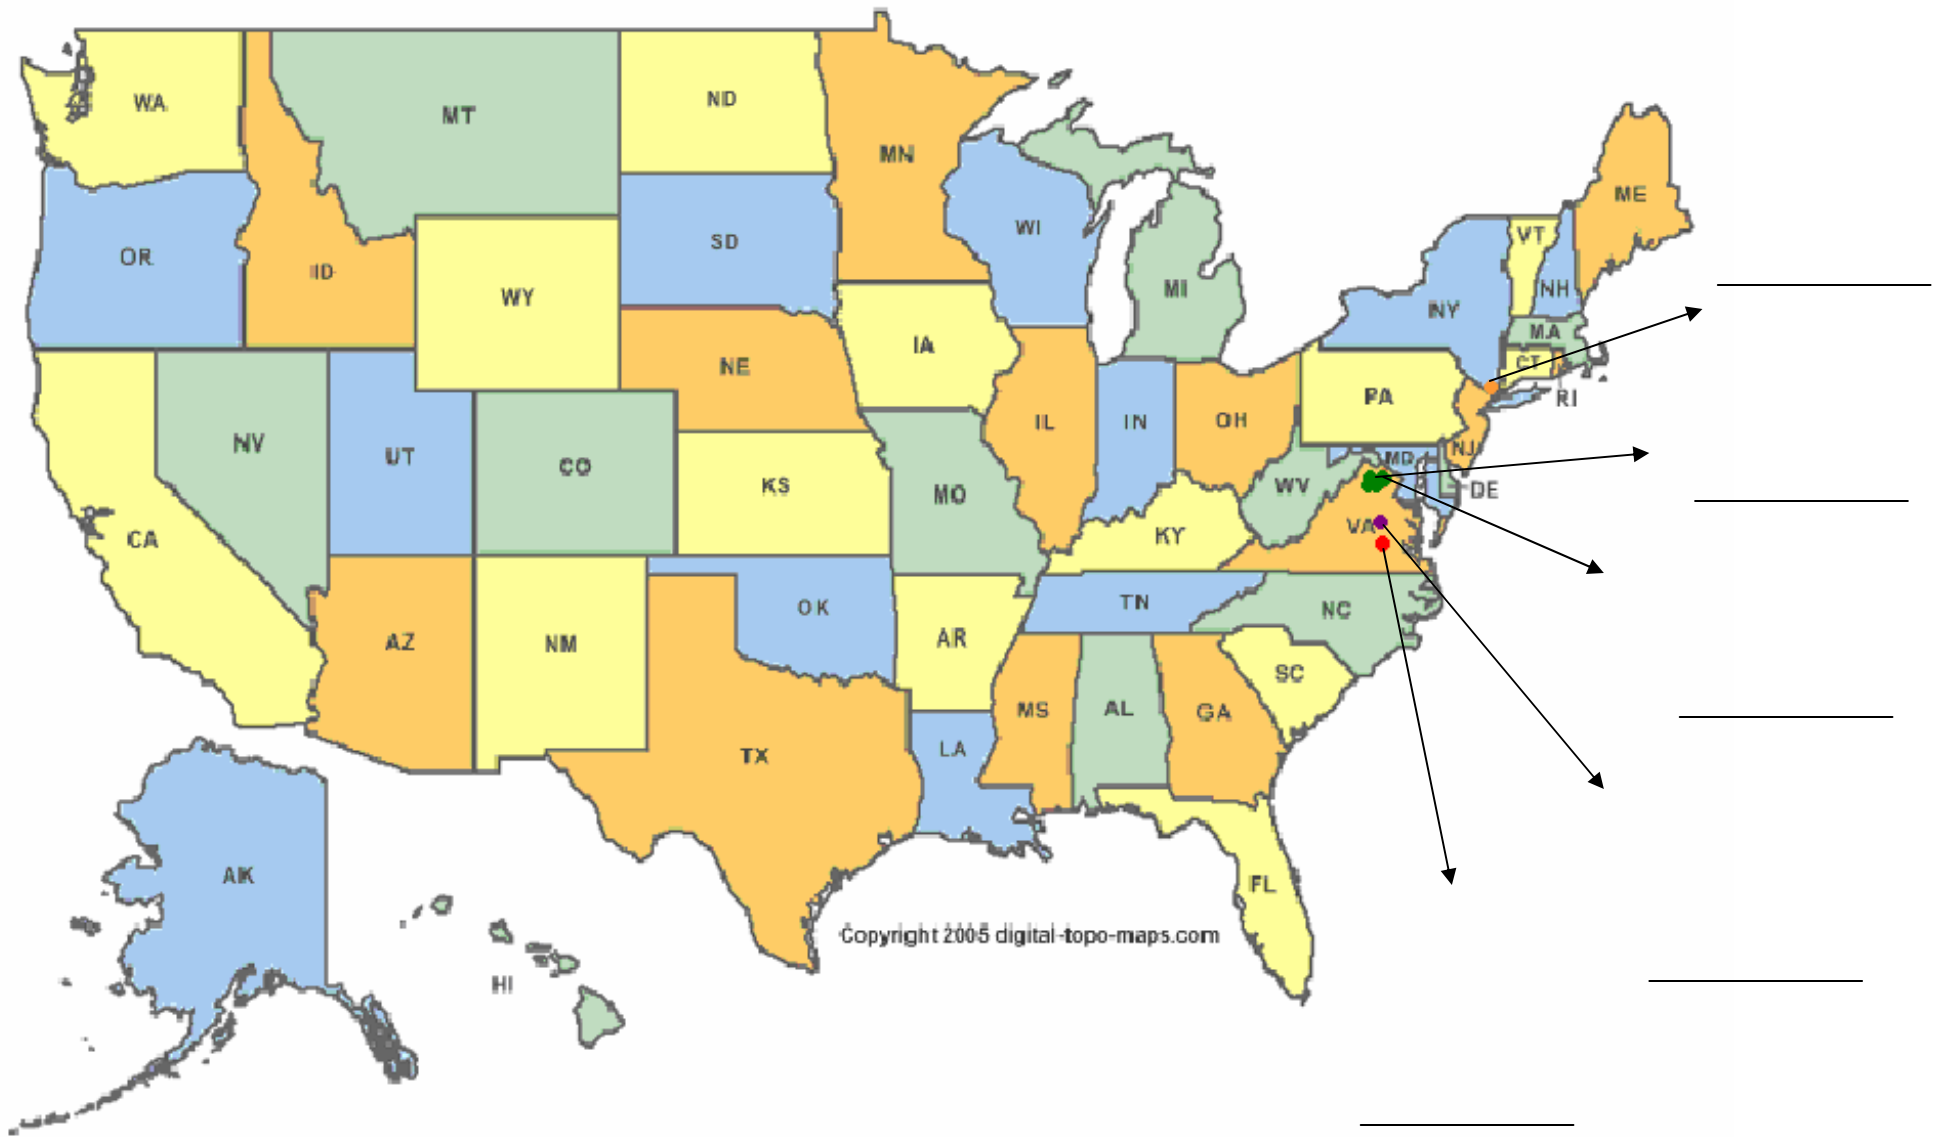 WA
MT
ND
MN
ME
OR
ID
WY
SD
WI
MI
NY
VT
NH
MA
CT
RI
NV
UT
CO
NE
IA
IL
IN
OH
PA
NJ
MD
DE
CA
KS
MO
KY
WV
VA
AZ
NM
OK
AR
TN
NC
SC
TX
LA
MS
AL
GA
FL
AK
HI
Copyright 2005 digital-topo-maps.com